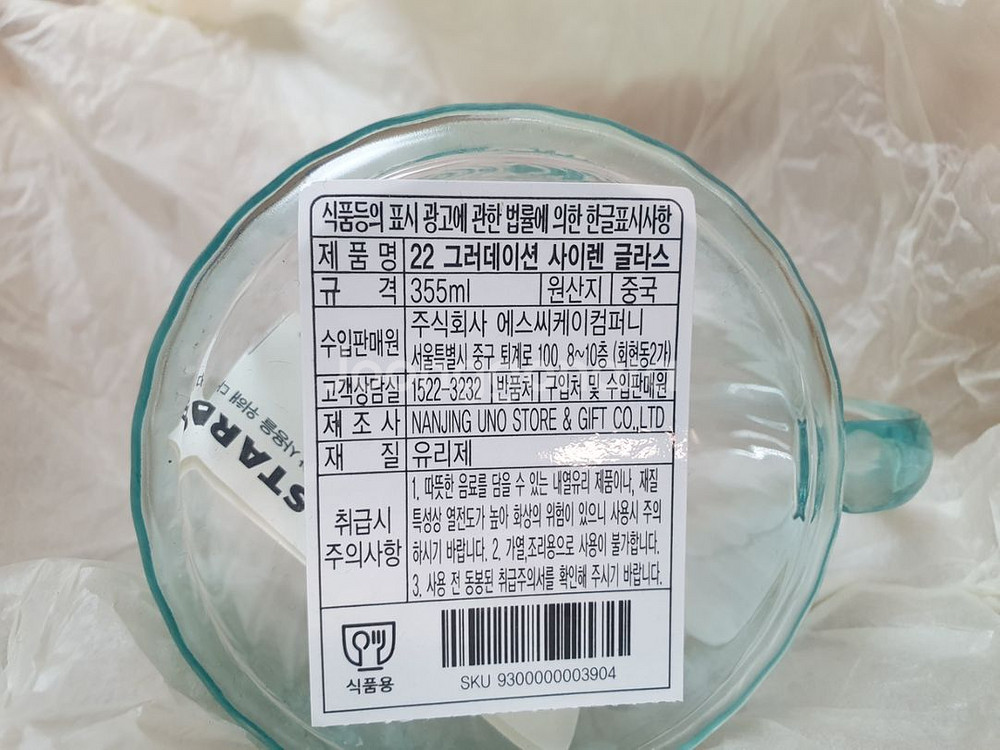 식품등의 표시 광고에 관한 법률에 의한 한글표시사항
제 품 명 22 그러데이션 사이렌 글라스
규 격 355ml 원산지 중국
수입판매원 주식회사 에스씨케이컴퍼니
서울특별시 중구 퇴계로 100, 8~10층 (회현동2가)
고객상담실 1522-3232 반품처 구입처 및 수입판매원
제 조 사 NANJING UNO STORE & GIFT CO.,LTD
재 질 유리제
취급시 주의사항
1. 따뜻한 음료를 담을 수 있는 내열유리 제품이나, 재질
특성상 열전도가 높아 화상의 위험이 있으니 사용시 주의
하시기 바랍니다. 2. 가열,조리용으로 사용이 불가합니다.
3. 사용 전 동봉된 취급주의서를 확인해 주시기 바랍니다.
식품용
SKU 9300000003904
STARB
사용을 위해